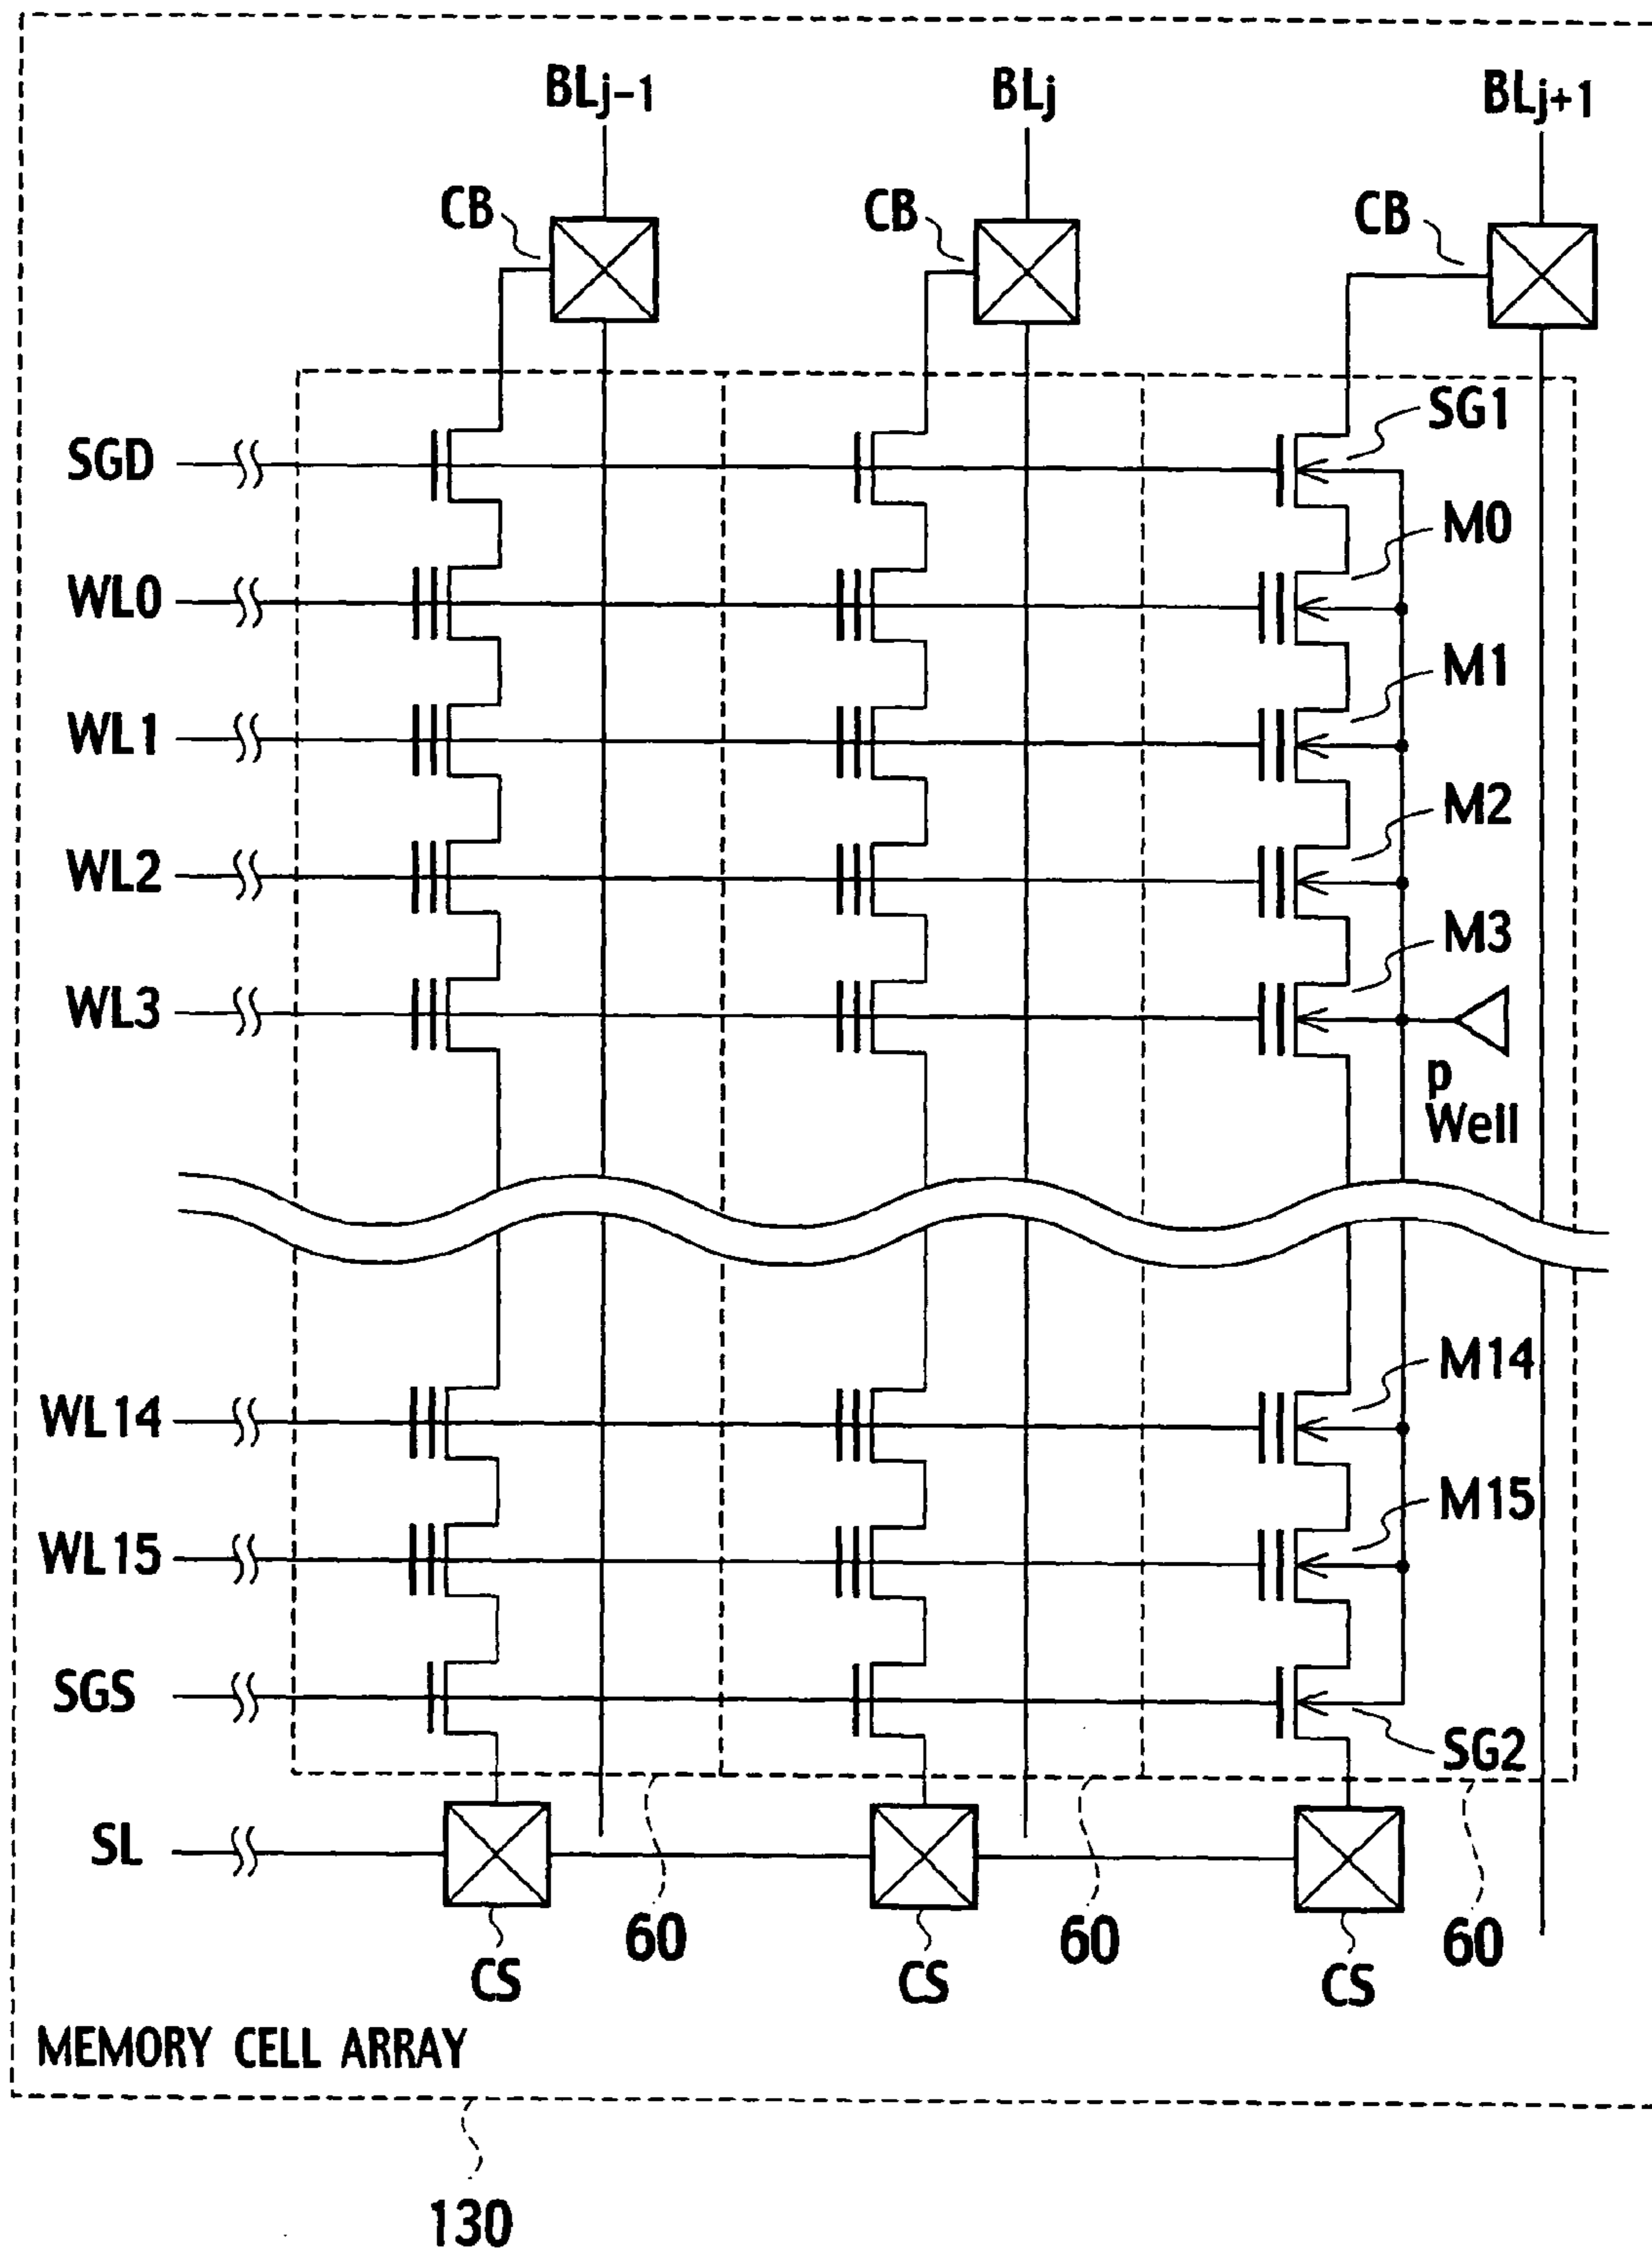 BLj-1
BLj
BLj+1
CB
CB
CB
SG1
SGD
M0
WL0
M1
WL1
M2
WL2
M3
WL3
p
Well
M14
WL14
M15
WL15
SGS
SG2
SL
60
60
60
CS
CS
CS
MEMORY CELL ARRAY
130